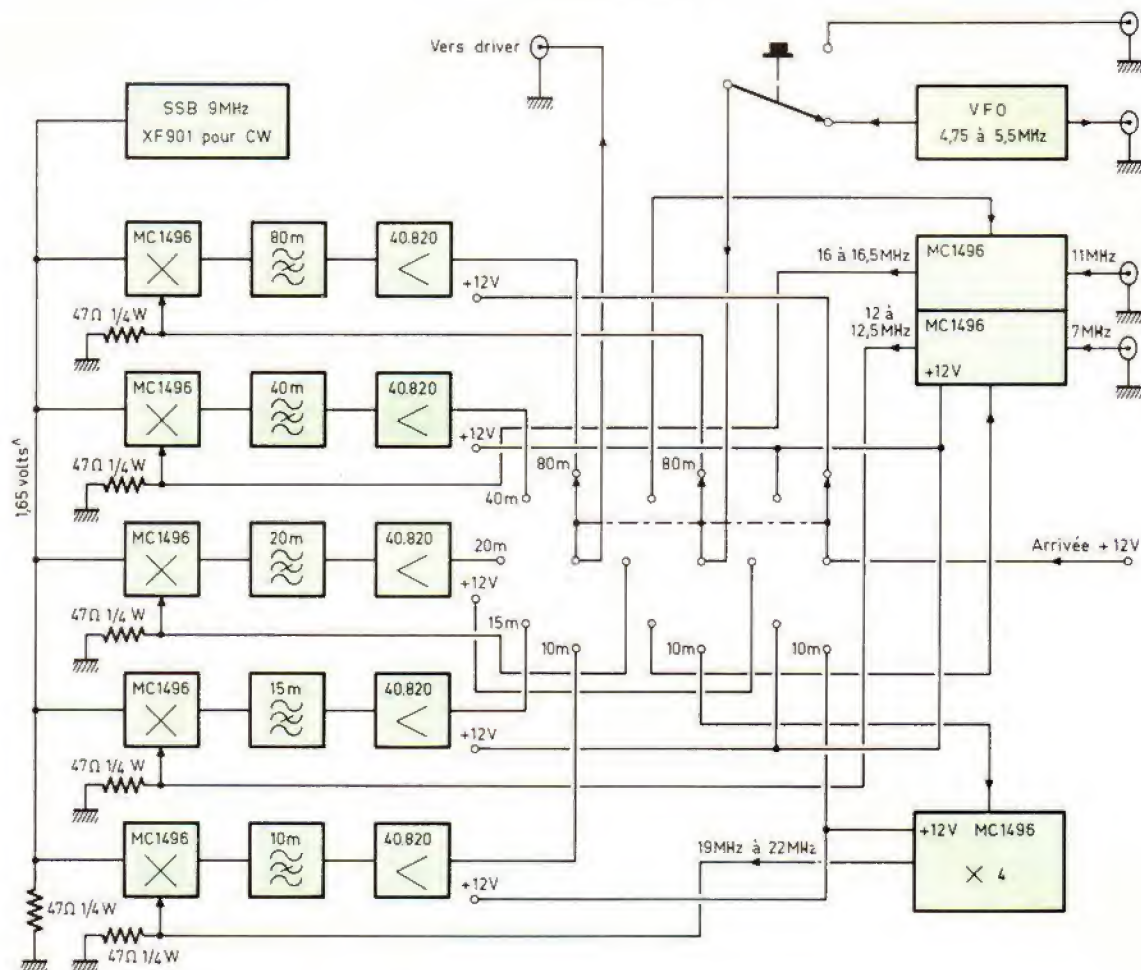 Vers driver
SSB 9MHz
XF901 pour CW
VFO
4,75 à 5,5MHz
MC1496
80m
40.820
+12V
47Ω 1/4 W
16 à 16,5MHz
MC1496
11MHz
12 à
12,5MHz
MC1496
7MHz
+12V
MC1496
40m
40.820
+12V
47Ω 1/4 W
1,65 volts^
80m
80m
40m
MC1496
20m
40.820
20m
+12V
Arrivée +12V
47Ω 1/4 W
15m
10m
10m
10m
MC1496
15m
40.820
+12V
47Ω 1/4 W
MC1496
10m
40.820
+12V
19MHz à 22MHz
+12V MC1496
X 4
47Ω 1/4W
47Ω 1/4W